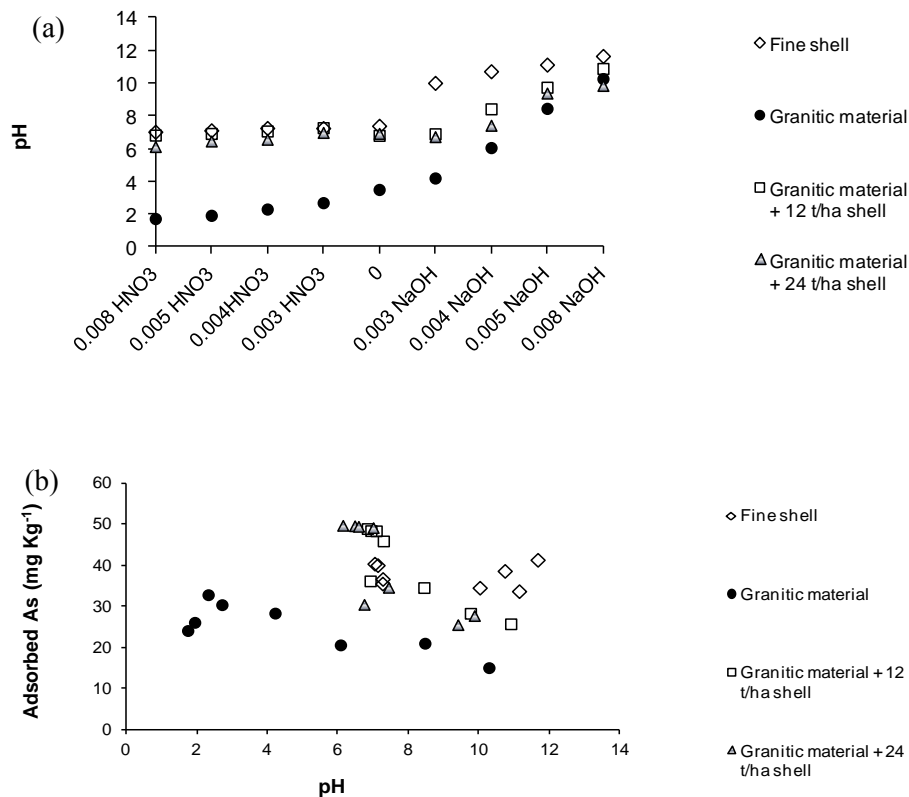 (a)
14
12
10
8
6
4
2
0
pH
0.008 HNO3
0.005 HNO3
0.004HNO3
0.003 HNO3
0
0.003 NaOH
0.004 NaOH
0.005 NaOH
0.008 NaOH
Fine shell
Granitic material
Granitic material
+ 12 t/ha shell
Granitic material
+ 24 t/ha shell
(b)
60
50
40
30
20
10
0
Adsorbed As (mg Kg-1)
0 2 4 6 8 10 12 14
pH
Fine shell
Granitic material
Granitic material +12
t/ha shell
Granitic material +24
t/ha shell